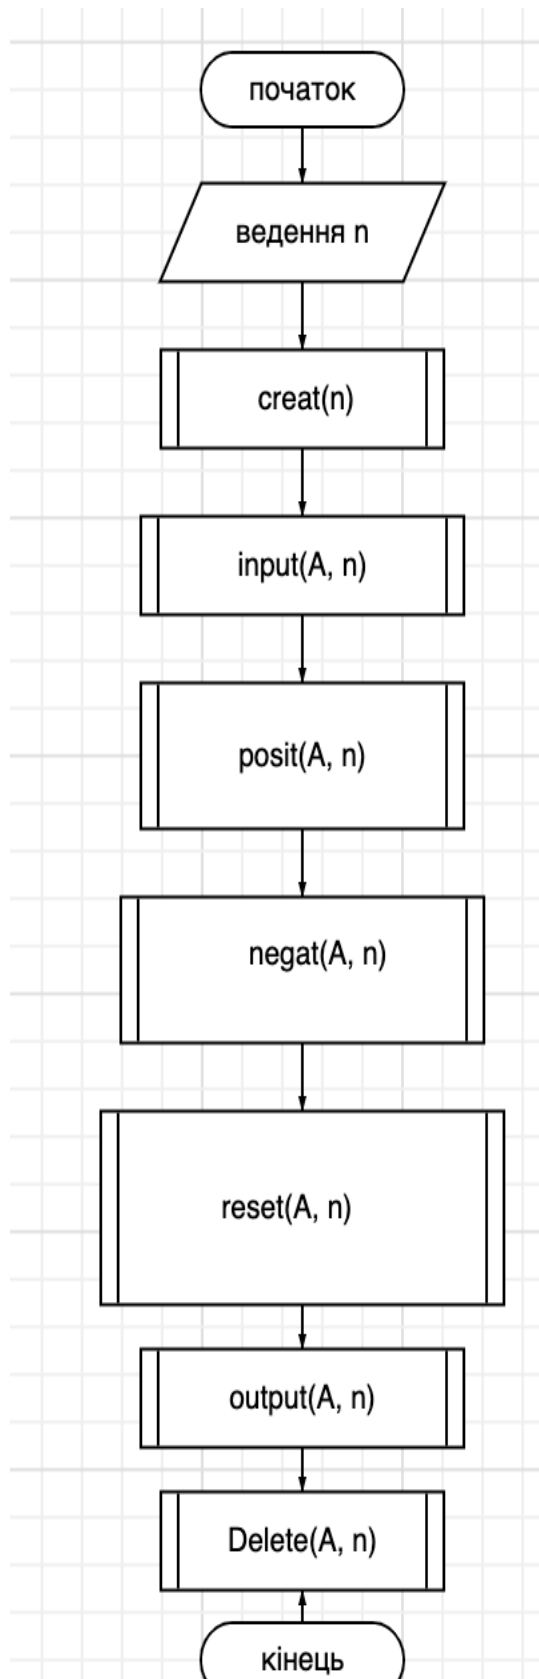 початок
ведення n
creat(n)
input(A, n)
posit(A, n)
negat(A, n)
reset(A, n)
output(A, n)
Delete(A, n)
кінець